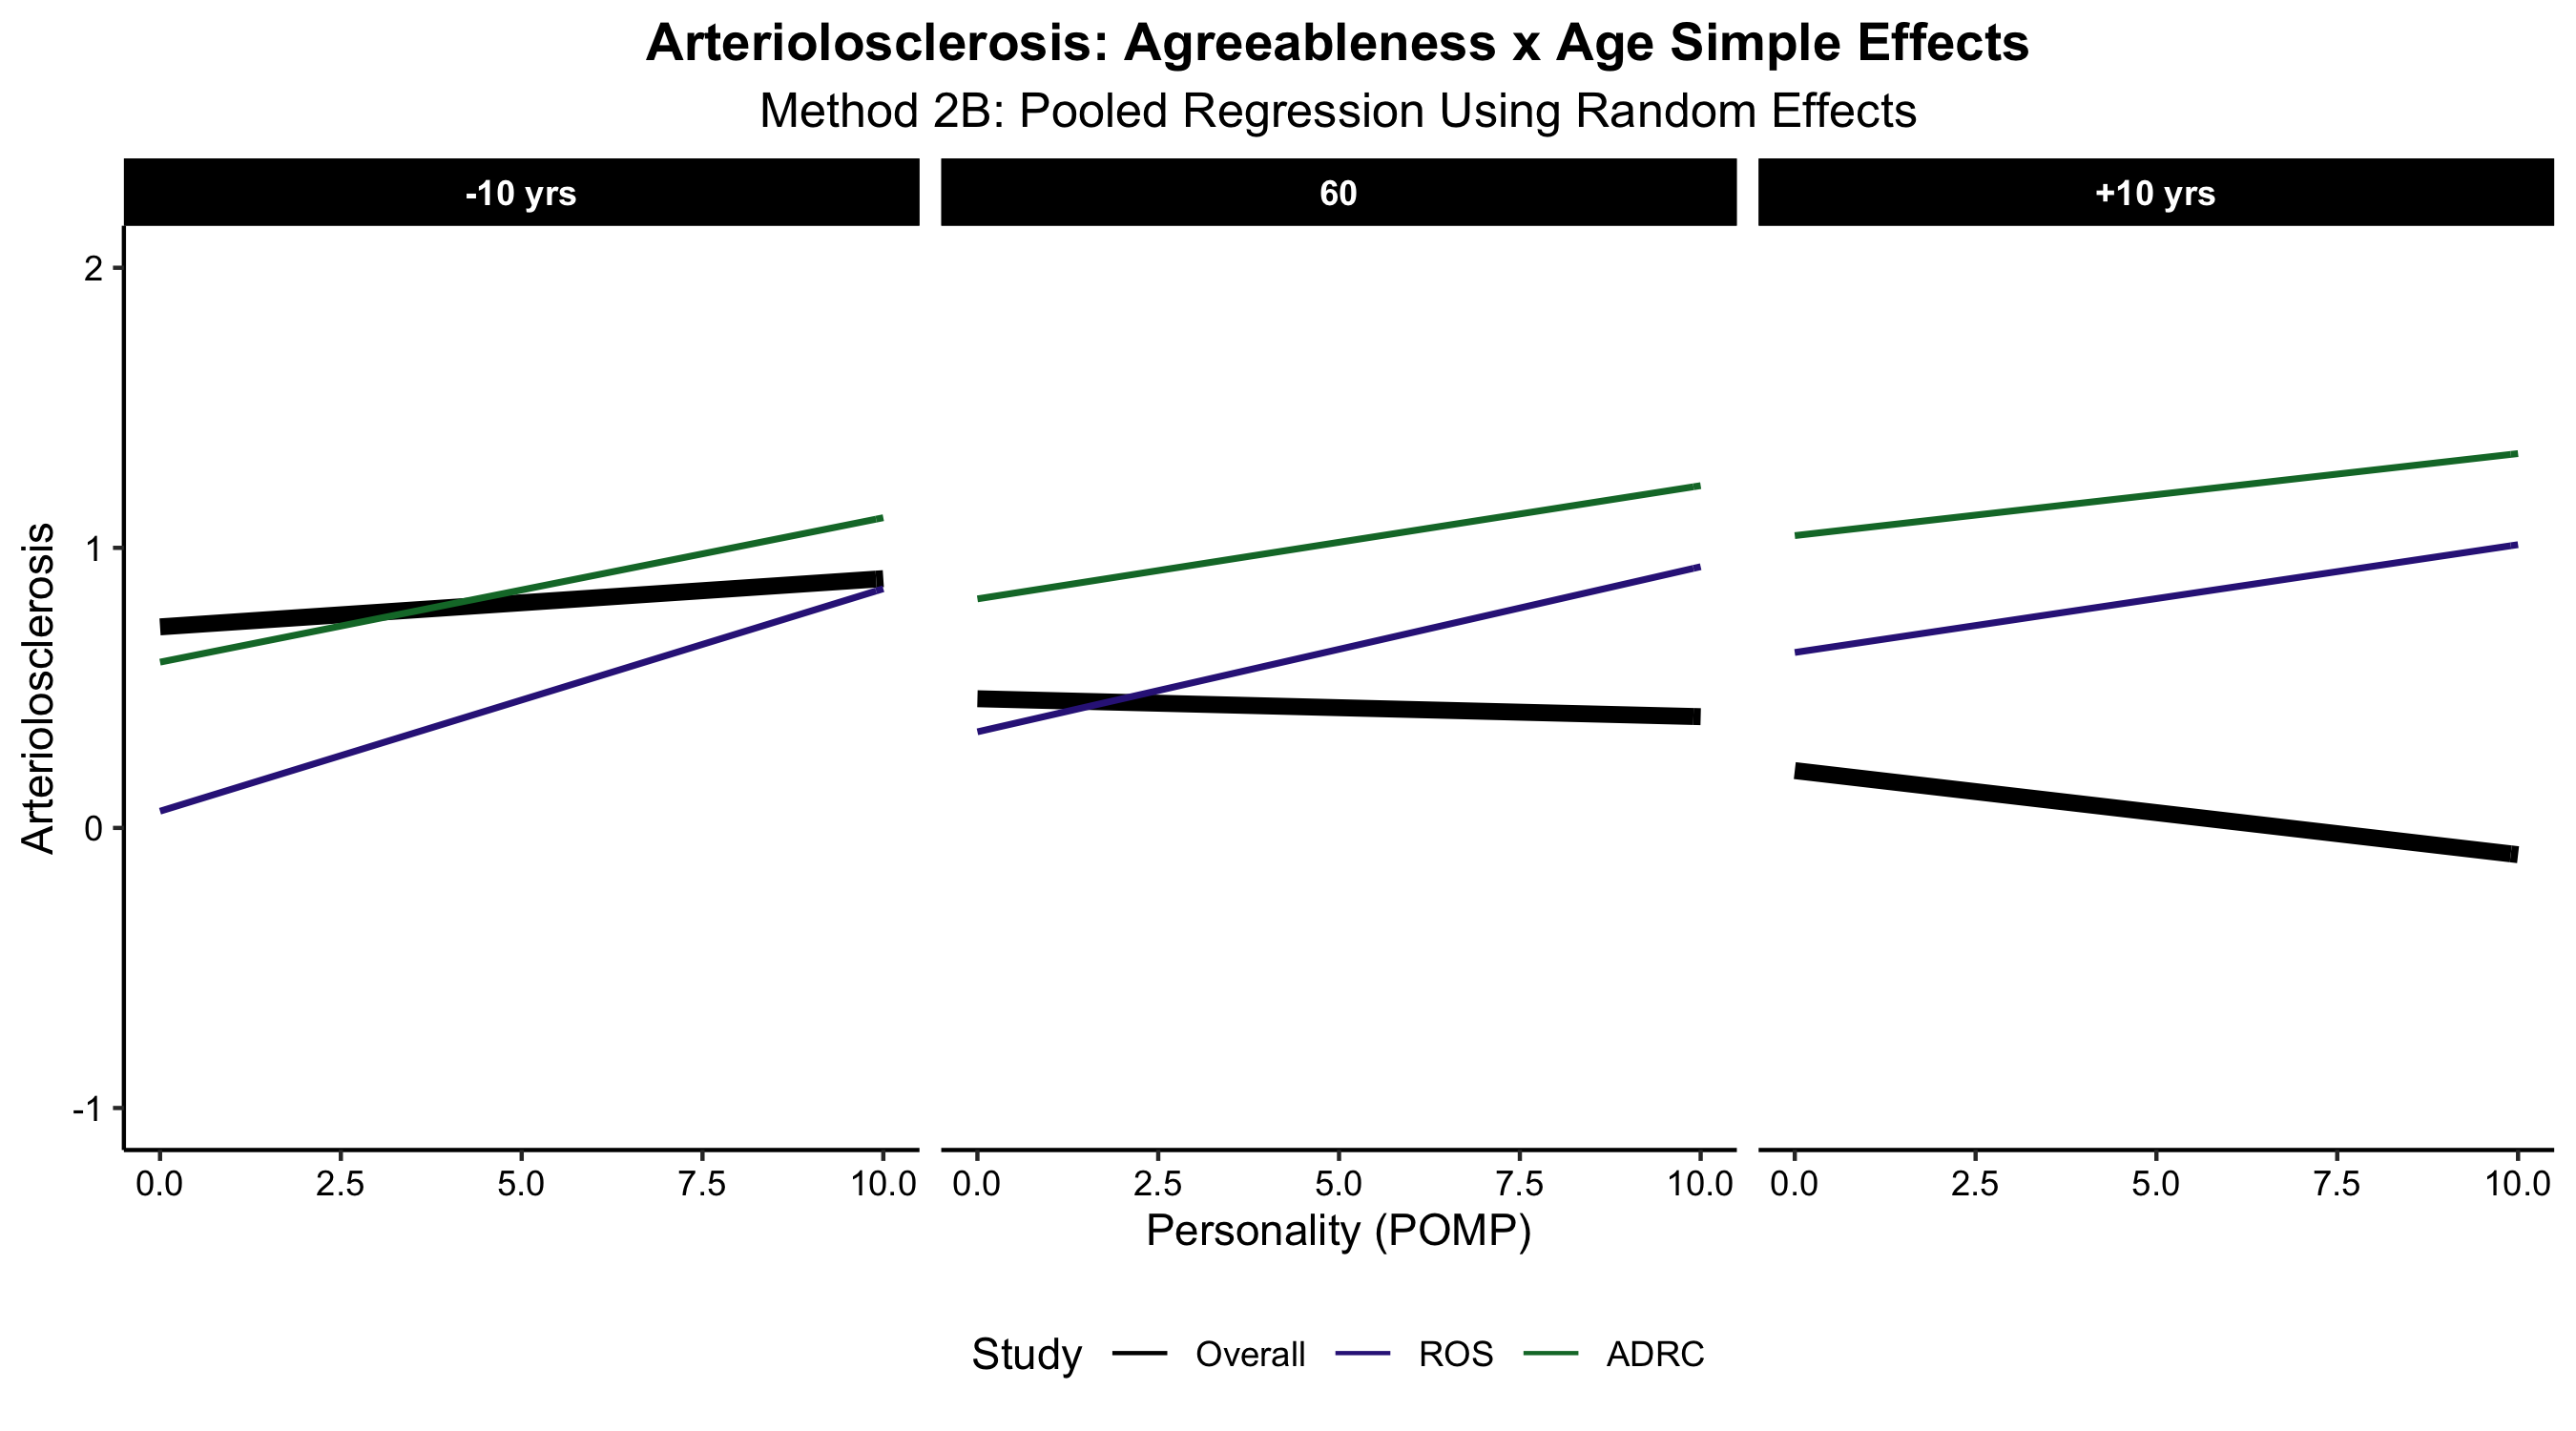 Arteriolosclerosis: Agreeableness x Age Simple Effects
Method 2B: Pooled Regression Using Random Effects
-10 yrs
60
+10 yrs
Arteriolosclerosis
2
1
0
-1
0.0 2.5 5.0 7.5 10.0
0.0 2.5 5.0 7.5 10.0
0.0 2.5 5.0 7.5 10.0
Personality (POMP)
Study Overall ROS ADRC